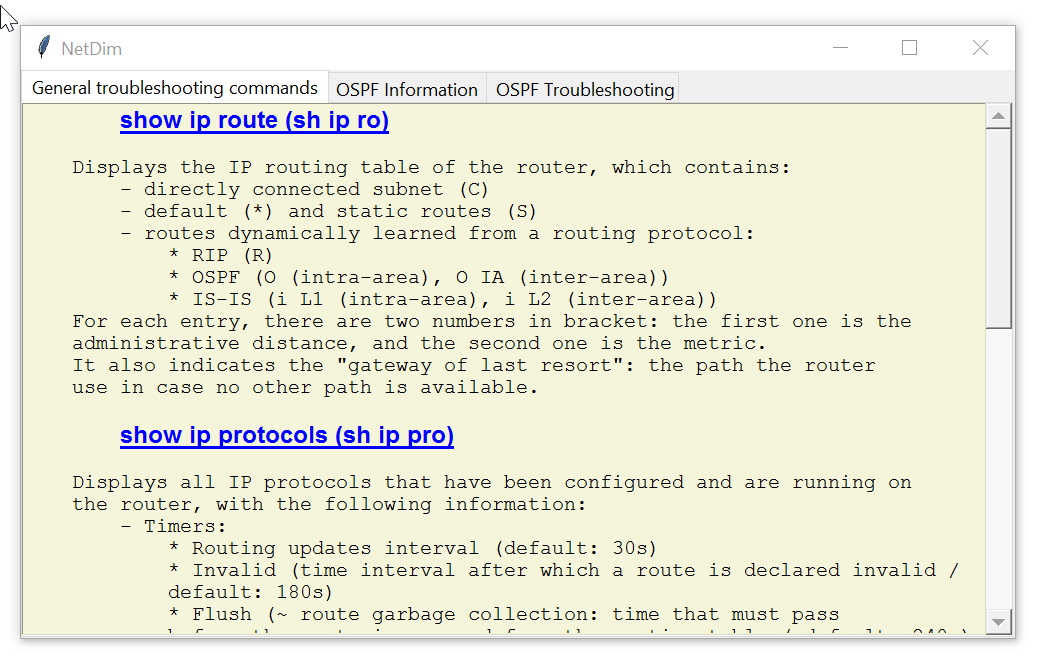 NetDim
General troubleshooting commands
OSPF Information
OSPF Troubleshooting
show ip route (sh ip ro)
Displays the IP routing table of the router, which contains:
- directly connected subnet (C)
- default (*) and static routes (S)
- routes dynamically learned from a routing protocol:
* RIP (R)
* OSPF (O (intra-area), O IA (inter-area))
* IS-IS (i L1 (intra-area), i L2 (inter-area))
For each entry, there are two numbers in bracket: the first one is the
administrative distance, and the second one is the metric.
It also indicates the "gateway of last resort": the path the router
use in case no other path is available.
show ip protocols (sh ip pro)
Displays all IP protocols that have been configured and are running on
the router, with the following information:
- Timers:
* Routing updates interval (default: 30s)
* Invalid (time interval after which a route is declared invalid /
default: 180s)
* Flush (~ route garbage collection: time that must pass